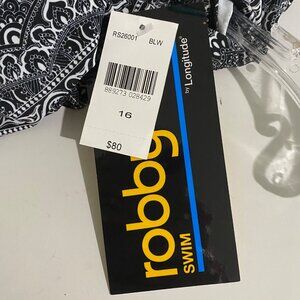 RS26001 BLW
889273 028429
16
$80
robby
SWIM
by Longitude